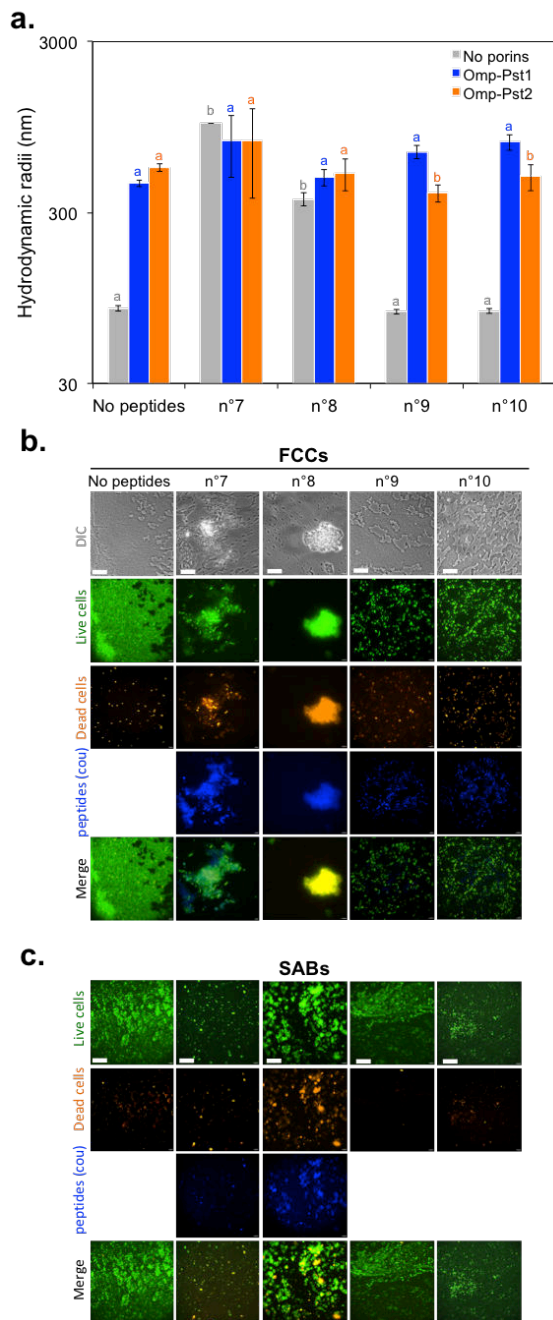 a.
3000
300
30
Hydrodynamic radii (nm)
No porins
Omp-Pst1
Omp-Pst2
a a a
b a a
b a a
a a b
a a b
No peptides n°7 n°8 n°9 n°10
b.
FCCs
No peptides n°7 n°8 n°9 n°10
DIC
Live cells
Dead cells
peptides (cou)
Merge
c.
SABs
Live cells
Dead cells
peptides (cou)
Merge